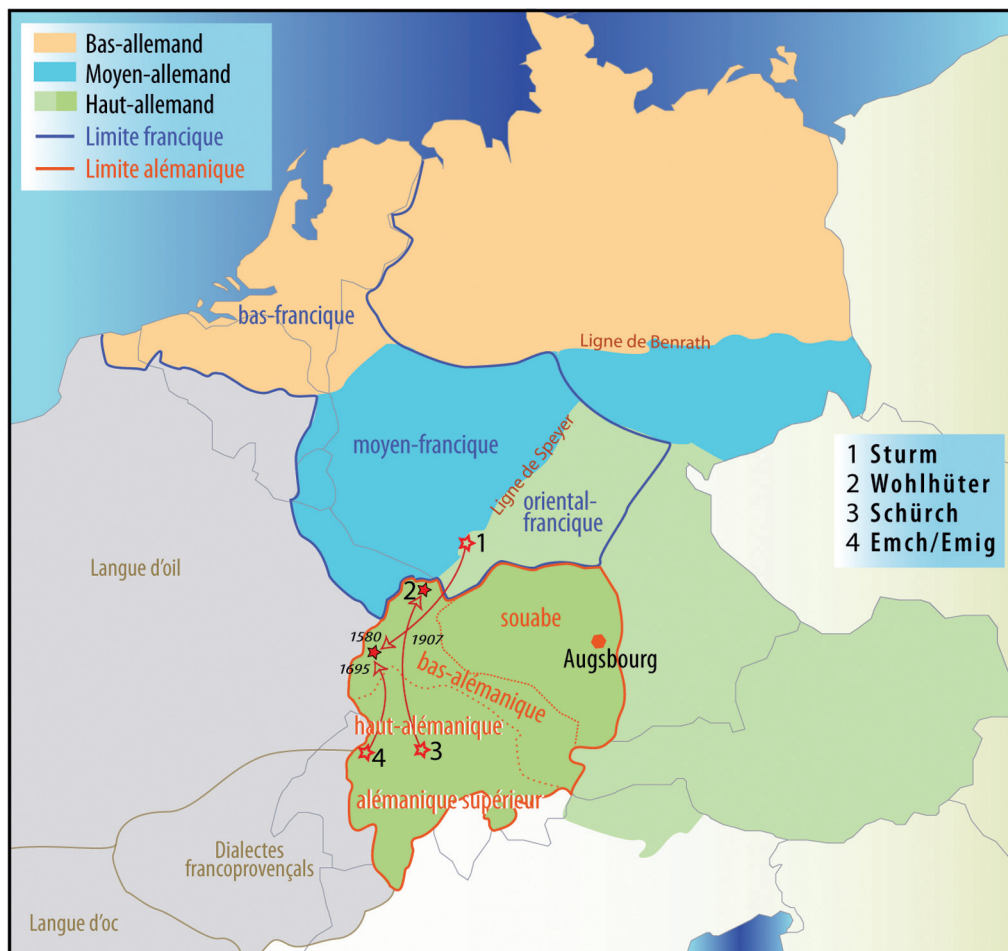 Bas-allemand
Moyen-allemand
Haut-allemand
Limite francique
Limite alémanique
bas-francique
Ligne de Benrath
moyen-francique
Ligne de Speyer
oriental-francique
1 Sturm
2 Wohlhüter
3 Schürch
4 Emch/Emig
1
Langue d'oil
2
souabe
1580
1907
Augsbourg
1695
bas-alémanique
haut-alémanique
4
3
alémanique supérieur
Dialectes
francoprovençals
Langue d'oc